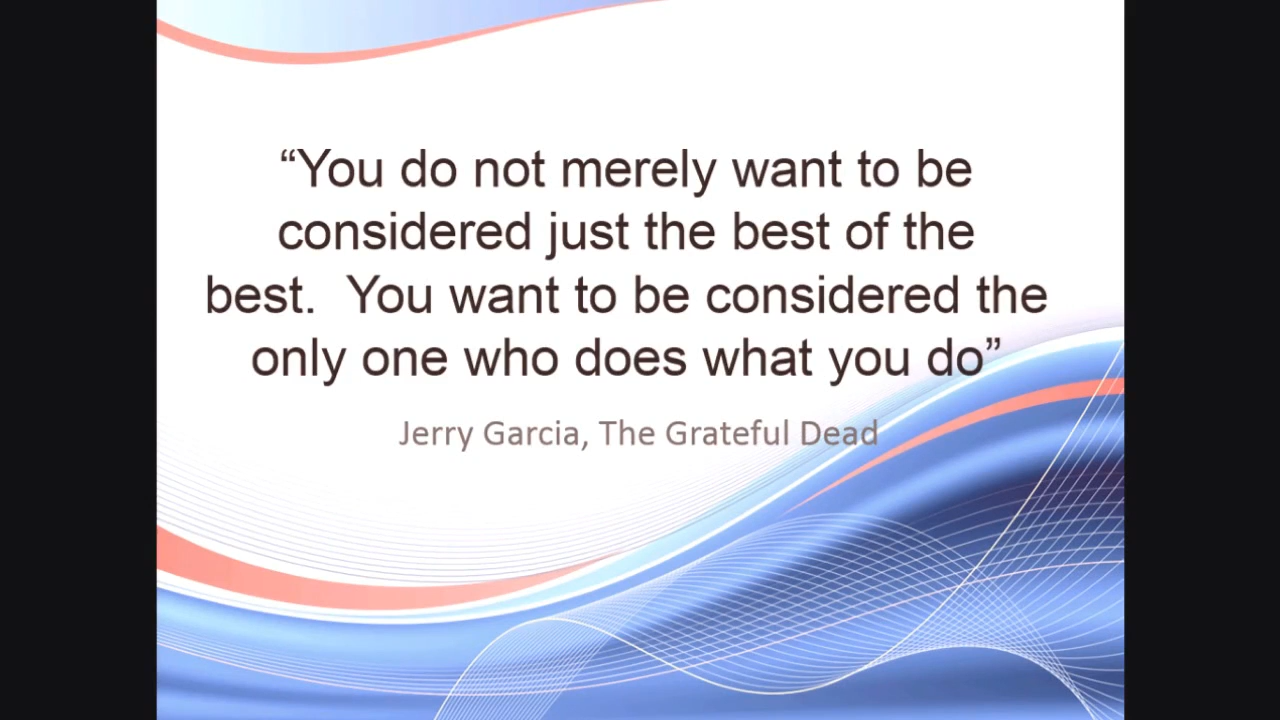 “You do not merely want to be
considered just the best of the
best.  You want to be considered the
only one who does what you do”
Jerry Garcia, The Grateful Dead